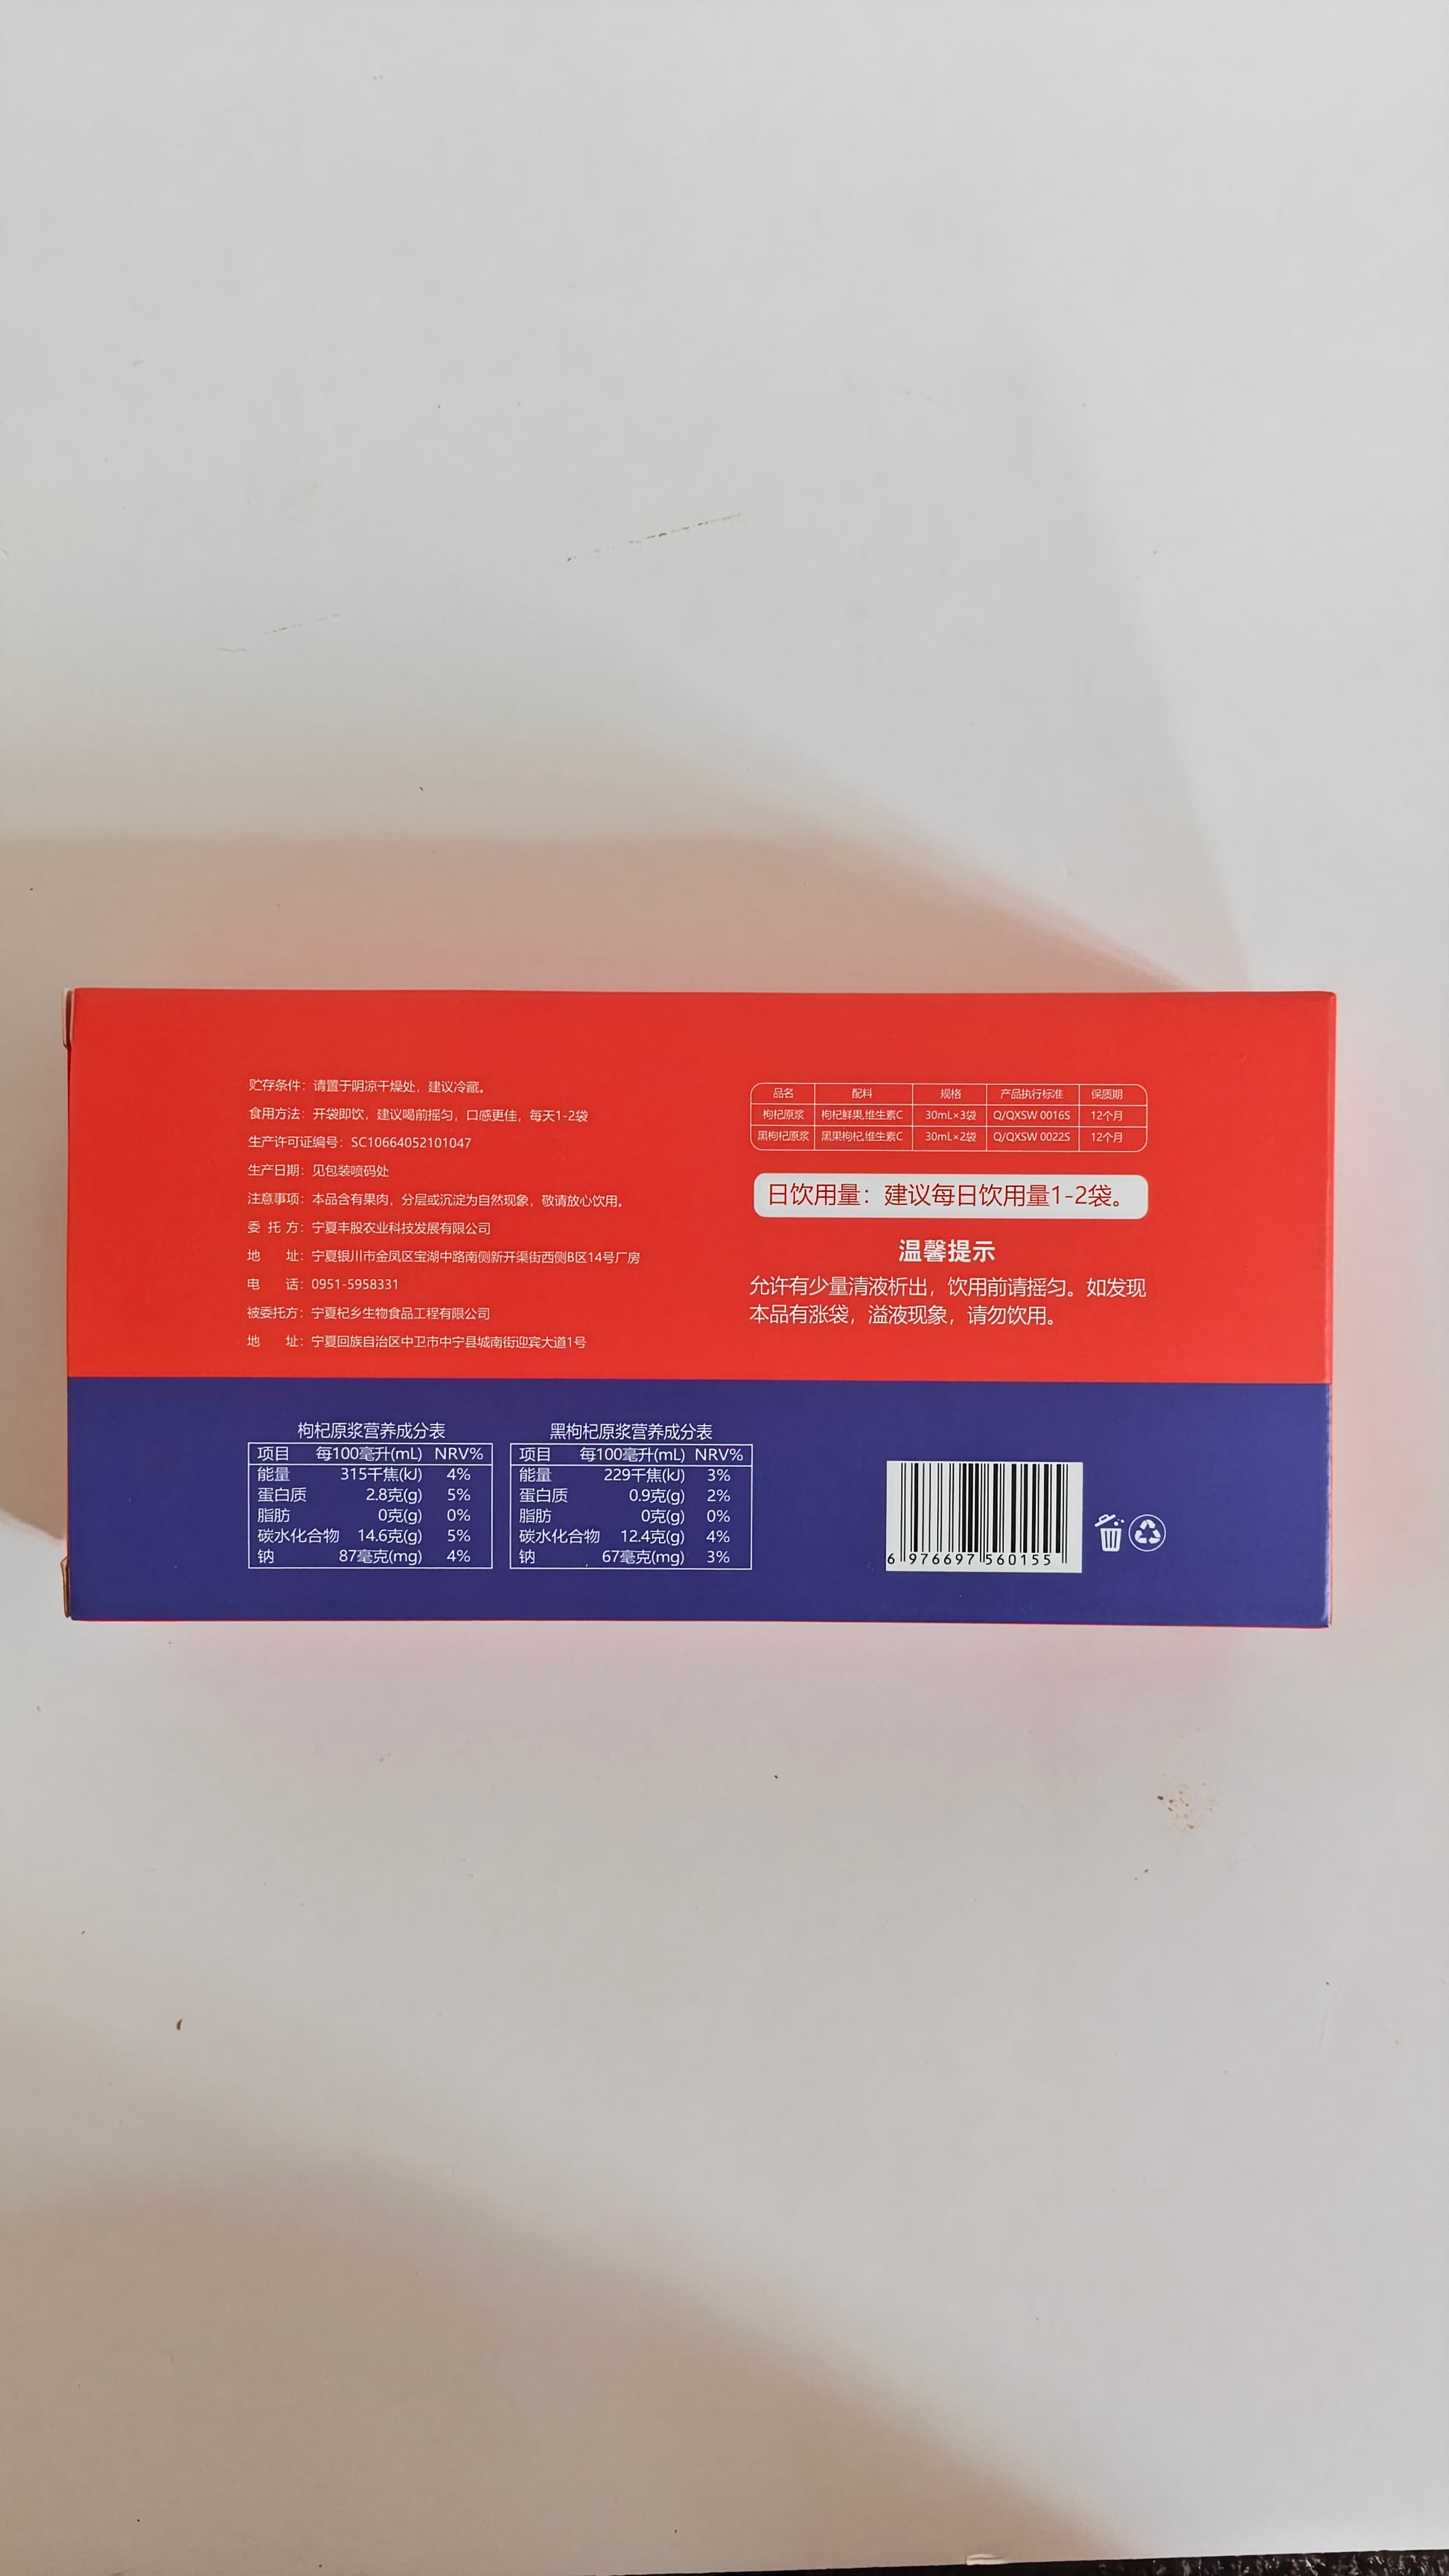 贮存条件：请置于阴凉干燥处，建议冷藏。
食用方法：开袋即饮，建议喝前摇匀，口感更佳，每天1-2袋
生产许可证编号：SC10664052101047
生产日期：见包装喷码处
注意事项：本品含有果肉，分层或沉淀为自然现象，敬请放心饮用。
委 托 方：宁夏丰股农业科技发展有限公司
地 址：宁夏银川市金凤区宝湖中路南侧新开渠街西侧B区14号厂房
电 话：0951-5958331
被委托方：宁夏杞乡生物食品工程有限公司
地 址：宁夏回族自治区中卫市中宁县城南街迎宾大道1号
品名 配料 规格 产品执行标准 保质期
枸杞原浆 枸杞鲜果,维生素C 30mL×3袋 Q/QXSW 0016S 12个月
黑枸杞原浆 黑果枸杞,维生素C 30mL×2袋 Q/QXSW 0022S 12个月
日饮用量：建议每日饮用量1-2袋。
温馨提示
允许有少量清液析出，饮用前请摇匀。如发现
本品有涨袋，溢液现象，请勿饮用。
枸杞原浆营养成分表
项目 每100毫升(mL) NRV%
能量 315千焦(kJ) 4%
蛋白质 2.8克(g) 5%
脂肪 0克(g) 0%
碳水化合物 14.6克(g) 5%
钠 87毫克(mg) 4%
黑枸杞原浆营养成分表
项目 每100毫升(mL) NRV%
能量 229千焦(kJ) 3%
蛋白质 0.9克(g) 2%
脂肪 0克(g) 0%
碳水化合物 12.4克(g) 4%
钠 67毫克(mg) 3%
6 976697 560155